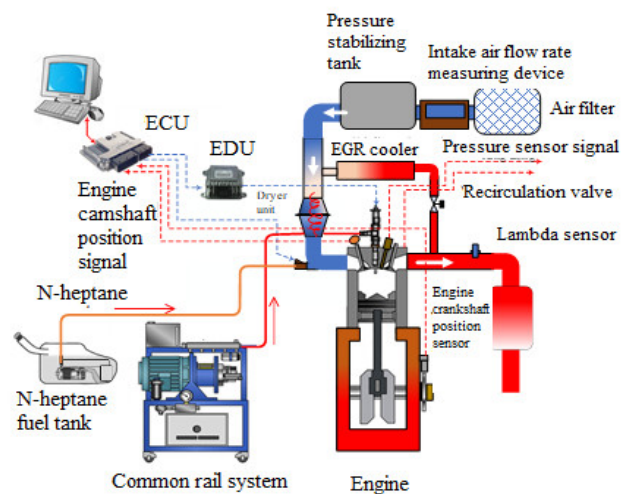 Pressure
stabilizing
tank
Intake air flow rate
measuring device
Air filter
ECU
EDU
EGR cooler
Pressure sensor signal
Recirculation valve
Engine
camshaft
position
signal
Dryer
unit
Lambda sensor
N-heptane
Engine
crankshaft
position
sensor
N-heptane
fuel tank
Common rail system
Engine